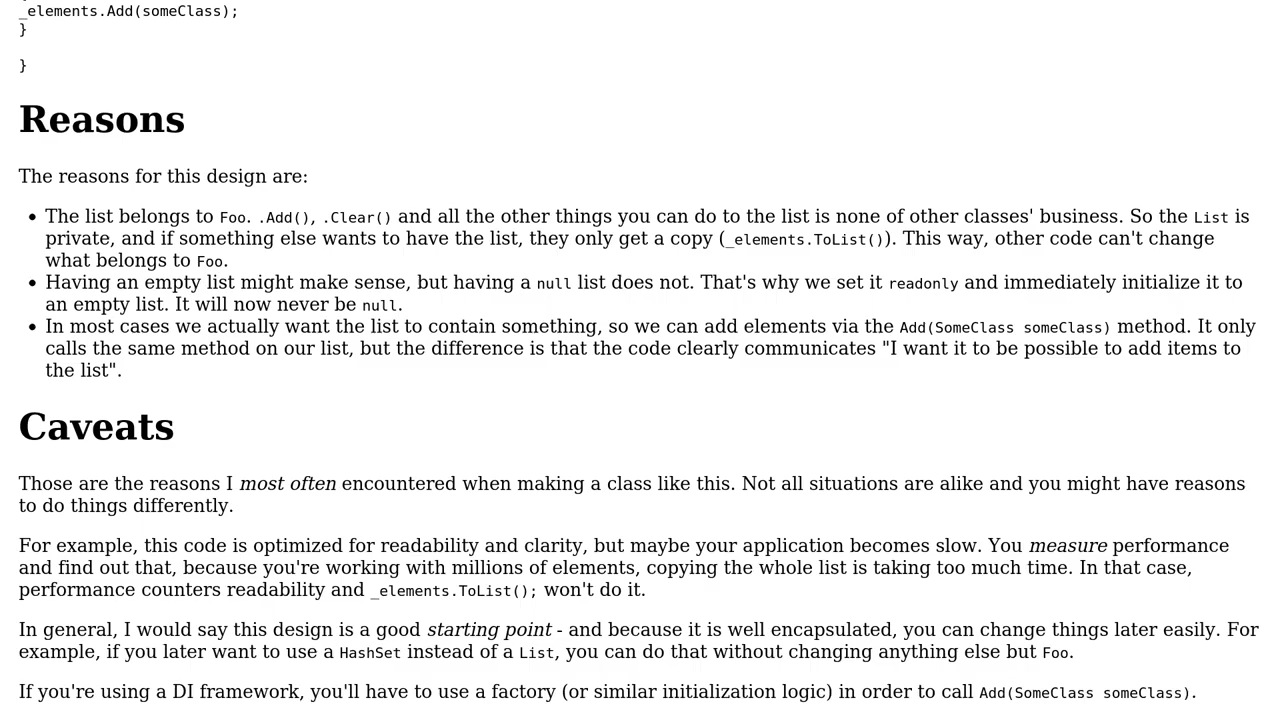 _elements.Add(someClass);
}
}
Reasons
The reasons for this design are:
• The list belongs to Foo. .Add(), .Clear() and all the other things you can do to the list is none of other classes' business. So the List is
private, and if something else wants to have the list, they only get a copy (_elements.ToList()). This way, other code can't change
what belongs to Foo.
• Having an empty list might make sense, but having a null list does not. That's why we set it readonly and immediately initialize it to
an empty list. It will now never be null.
• In most cases we actually want the list to contain something, so we can add elements via the Add(SomeClass someClass) method. It only
calls the same method on our list, but the difference is that the code clearly communicates "I want it to be possible to add items to
the list".
Caveats
Those are the reasons I most often encountered when making a class like this. Not all situations are alike and you might have reasons
to do things differently.
For example, this code is optimized for readability and clarity, but maybe your application becomes slow. You measure performance
and find out that, because you're working with millions of elements, copying the whole list is taking too much time. In that case,
performance counters readability and _elements.ToList(); won't do it.
In general, I would say this design is a good starting point - and because it is well encapsulated, you can change things later easily. For
example, if you later want to use a HashSet instead of a List, you can do that without changing anything else but Foo.
If you're using a DI framework, you'll have to use a factory (or similar initialization logic) in order to call Add(SomeClass someClass).